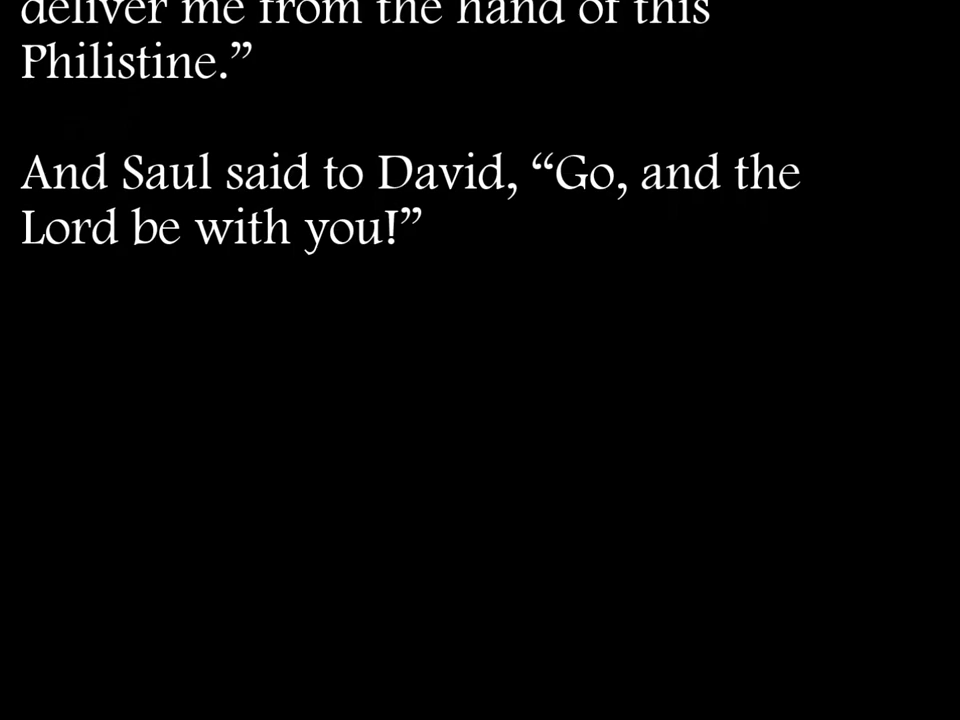 deliver me from the hand of this
Philistine.”
And Saul said to David, “Go, and the
Lord be with you!”